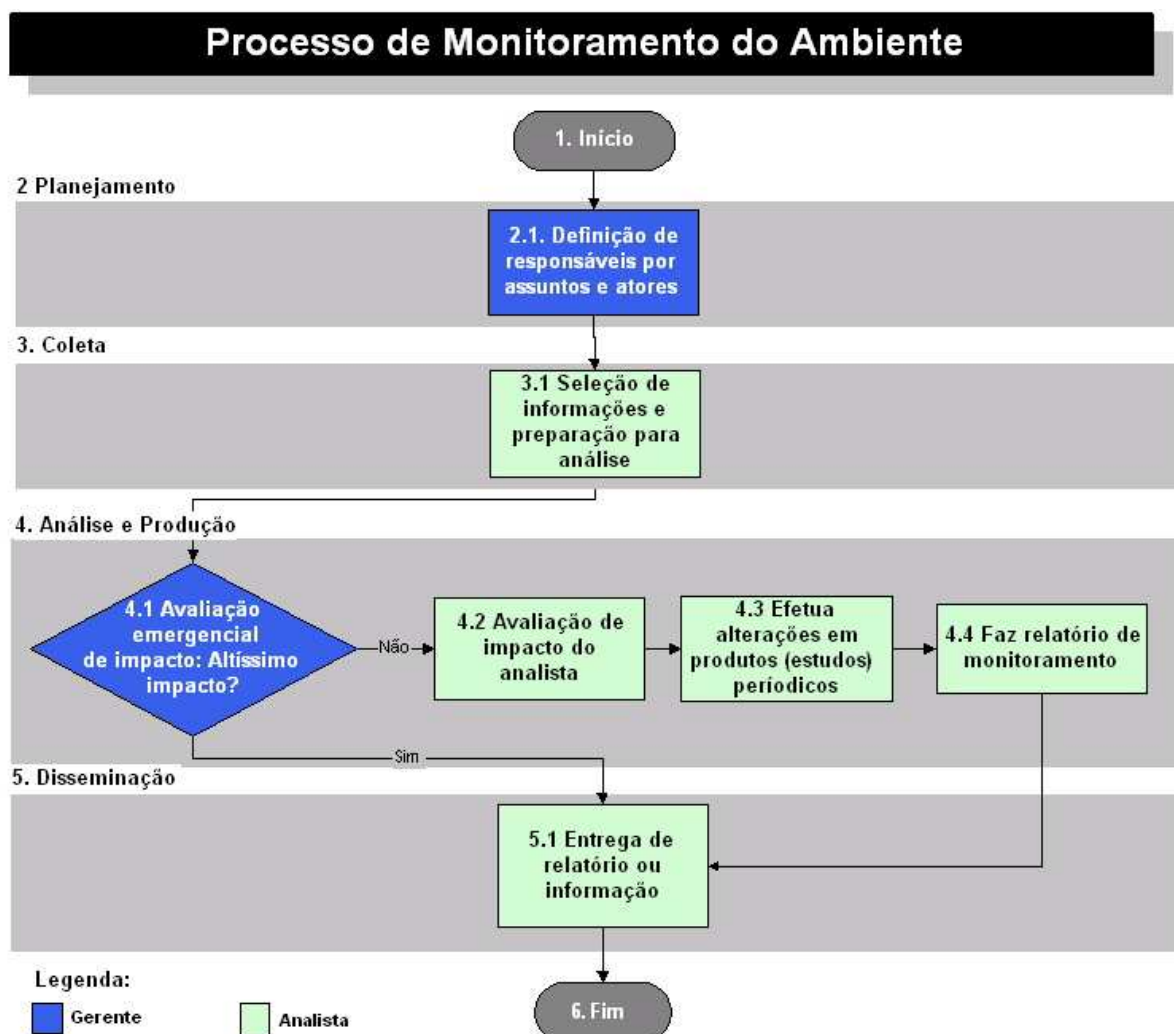 Processo de Monitoramento do Ambiente
1. Início
2 Planejamento
2.1. Definição de
responsáveis por
assuntos e atores
3. Coleta
3.1 Seleção de
informações e
preparação para
análise
4. Análise e Produção
4.1 Avaliação
emergencial
de impacto: Altíssimo
impacto?
Não
4.2 Avaliação de
impacto do
analista
4.3 Efetua
alterações em
produtos (estudos)
períodicos
4.4 Faz relatório de
monitoramento
Sim
5. Disseminação
5.1 Entrega de
relatório ou
informação
Legenda:
Gerente
Analista
6. Fim